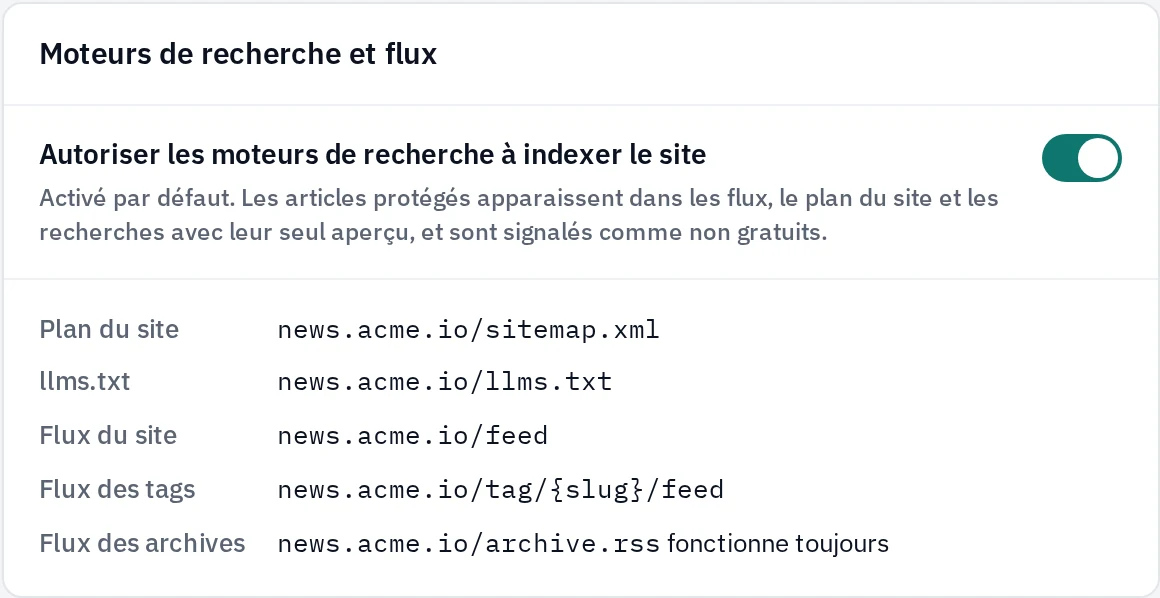 Moteurs de recherche et flux
Autoriser les moteurs de recherche à indexer le site
Activé par défaut. Les articles protégés apparaissent dans les flux, le plan du site et les
recherches avec leur seul aperçu, et sont signalés comme non gratuits.
Plan du site news.acme.io/sitemap.xml
llms.txt news.acme.io/llms.txt
Flux du site news.acme.io/feed
Flux des tags news.acme.io/tag/{slug}/feed
Flux des archives news.acme.io/archive.rss fonctionne toujours